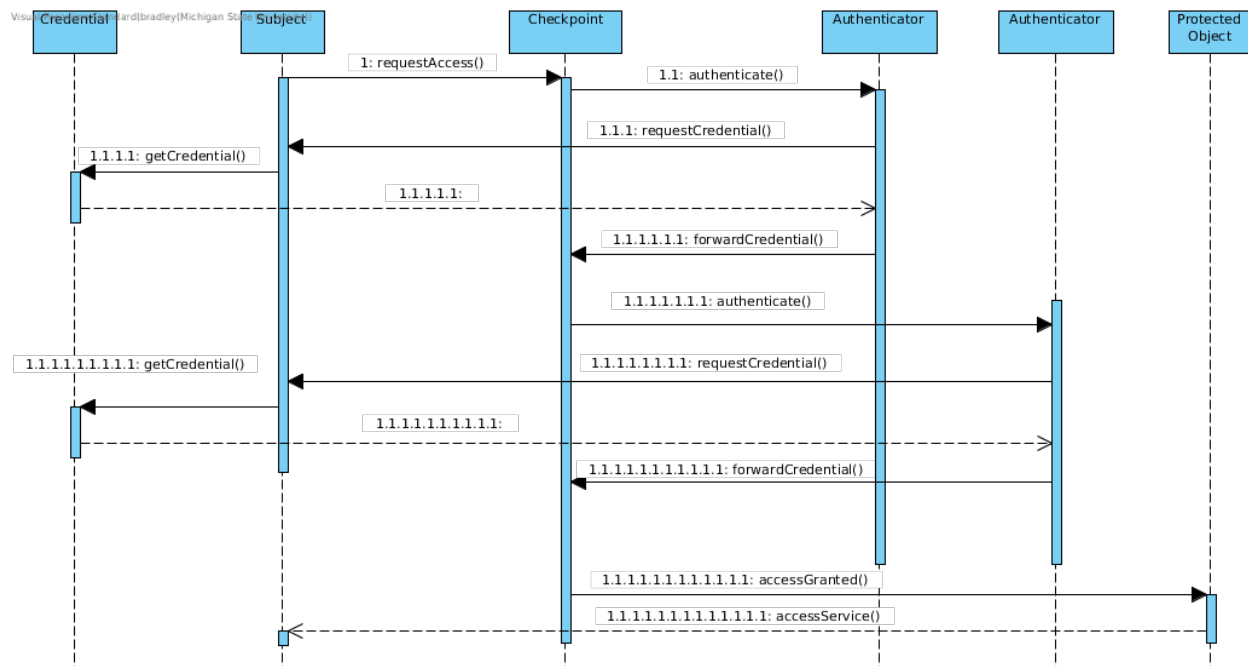 Visual Standard(bradley(Michigan State
Credential
Subject
Checkpoint
Authenticator
Authenticator
Protected
Object
1: requestAccess()
1.1: authenticate()
1.1.1: requestCredential()
1.1.1.1: getCredential()
1.1.1.1.1:
1.1.1.1.1.1: forwardCredential()
1.1.1.1.1.1.1: authenticate()
1.1.1.1.1.1.1.1: requestCredential()
1.1.1.1.1.1.1.1.1: getCredential()
1.1.1.1.1.1.1.1.1.1:
1.1.1.1.1.1.1.1.1.1.1: forwardCredential()
1.1.1.1.1.1.1.1.1.1.1.1: accessGranted()
1.1.1.1.1.1.1.1.1.1.1.1.1: accessService()